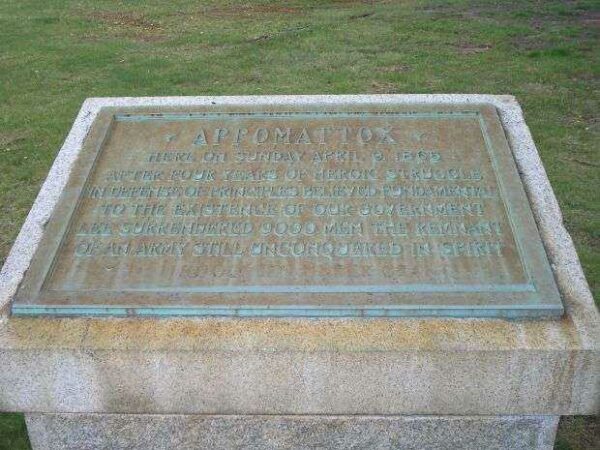 APPOMATTOX
HERE ON SUNDAY APRIL 9, 1865
AFTER FOUR YEARS OF HEROIC STRUGGLE
IN DEFENSE OF PRINCIPLES BELIEVED FUNDAMENTAL
TO THE EXISTENCE OF OUR GOVERNMENT
LEE SURRENDERED 9000 MEN THE REMNANT
OF AN ARMY STILL UNCONQUERED IN SPIRIT